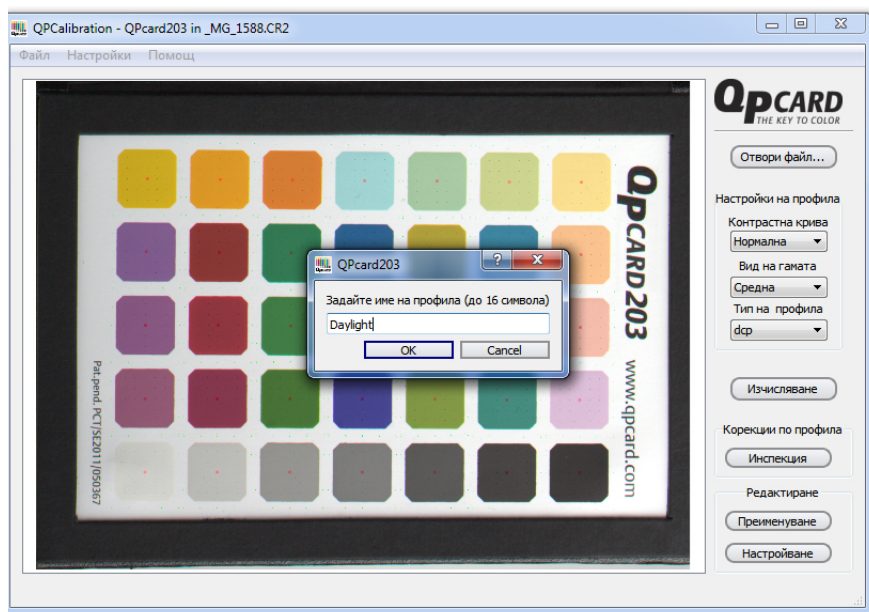 QPCalibration - QPcard203 in _MG_1588.CR2
Файл Настройки Помощ
QPCARD
THE KEY TO COLOR
Отвори файл...
Настройки на профила
Контрастна крива
Нормална
Вид на гамата
Средна
Тип на профила
dcp
Изчисляване
Корекции по профила
Инспекция
Редактиране
Преименуване
Настройване
QPCARD203
www.qpcard.com
Pat.pend. PCT/SE2011/050367
QPcard203
Задайте име на профила (до 16 символа)
Daylight
OK Cancel